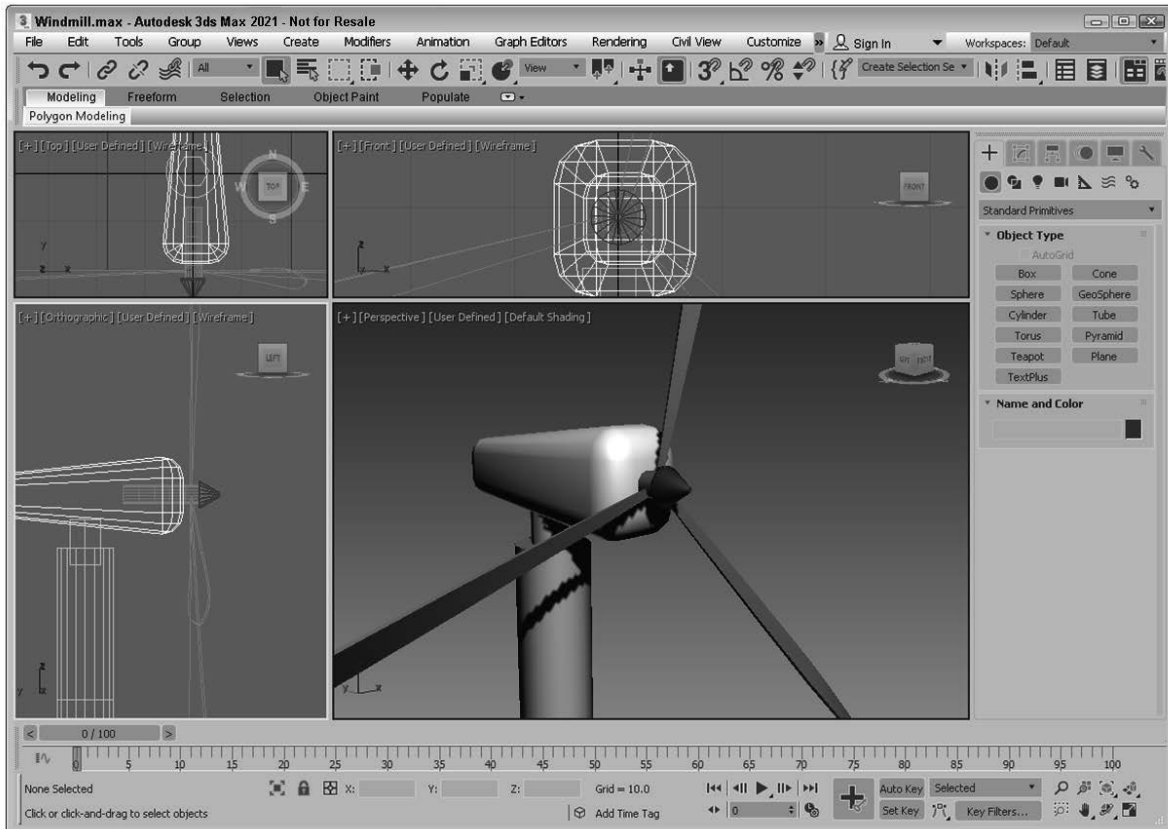 Windmill.max - Autodesk 3ds Max 2021 - Not for Resale
File Edit Tools Group Views Create Modifiers Animation Graph Editors Rendering Civil View Customize » Sign In Workspaces: Default
All View Create Selection Se
Modeling Freeform Selection Object Paint Populate
Polygon Modeling
[+] [Top] [User Defined] [Wireframe]
N
W TOP E
S
y
z x
[+] [Front] [User Defined] [Wireframe]
FRONT
z
y x
[+] [Orthographic] [User Defined] [Wireframe]
LEFT
z
y
[+] [Perspective] [User Defined] [Default Shading]
LEFT FRONT
y x
Standard Primitives
Object Type
AutoGrid
Box Cone
Sphere GeoSphere
Cylinder Tube
Torus Pyramid
Teapot Plane
TextPlus
Name and Color
< 0 / 100 >
0 5 10 15 20 25 30 35 40 45 50 55 60 65 70 75 80 85 90 95 100
None Selected X: Y: Z: Grid = 10.0 Auto Key Selected
Click or click-and-drag to select objects Add Time Tag 0 Set Key Key Filters...